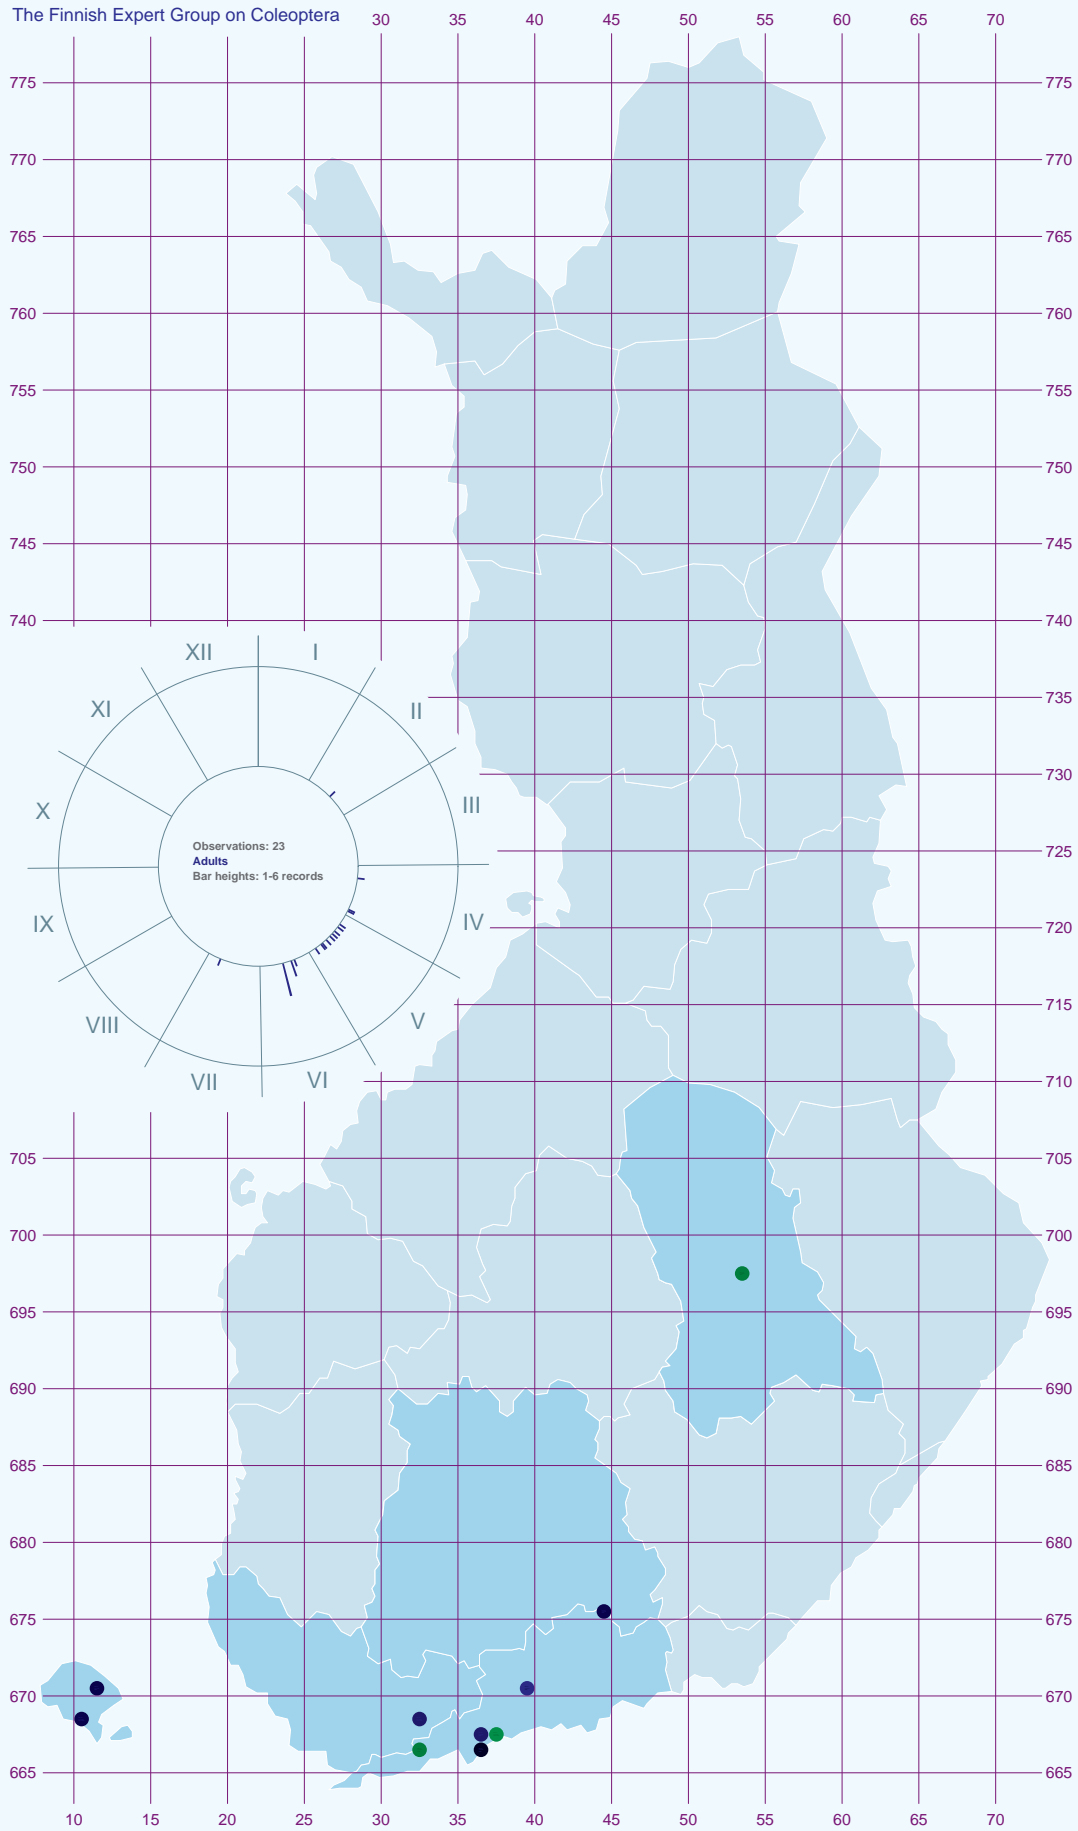 The Finnish Expert Group on Coleoptera 30 35 40 45 50 55 60 65 70
775 775
770 770
765 765
760 760
755 755
750 750
745 745
740 740
XII I
XI II
735
730
X III
725
Observations: 23
Adults
Bar heights: 1-6 records
IX IV
720
715
VIII V
VII VI
710
705 705
700 700
695 695
690 690
685 685
680 680
675 675
670 670
665 665
10 15 20 25 30 35 40 45 50 55 60 65 70